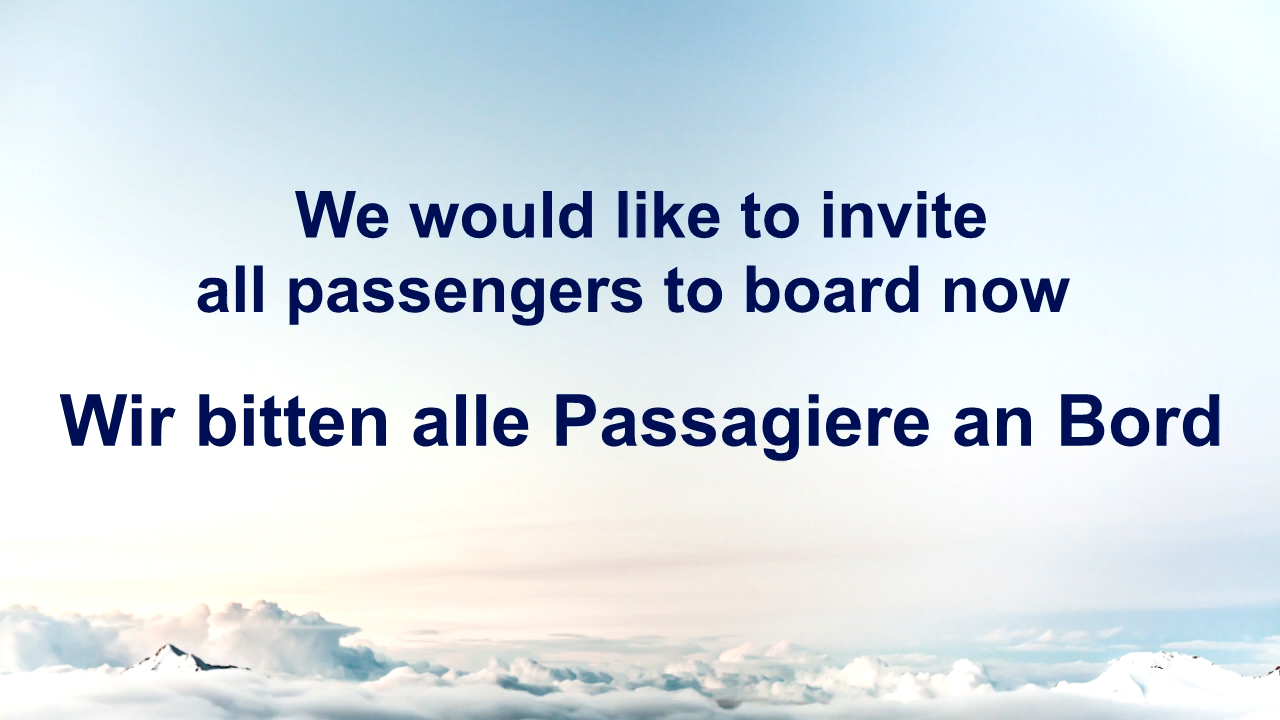 We would like to invite
all passengers to board now
Wir bitten alle Passagiere an Bord